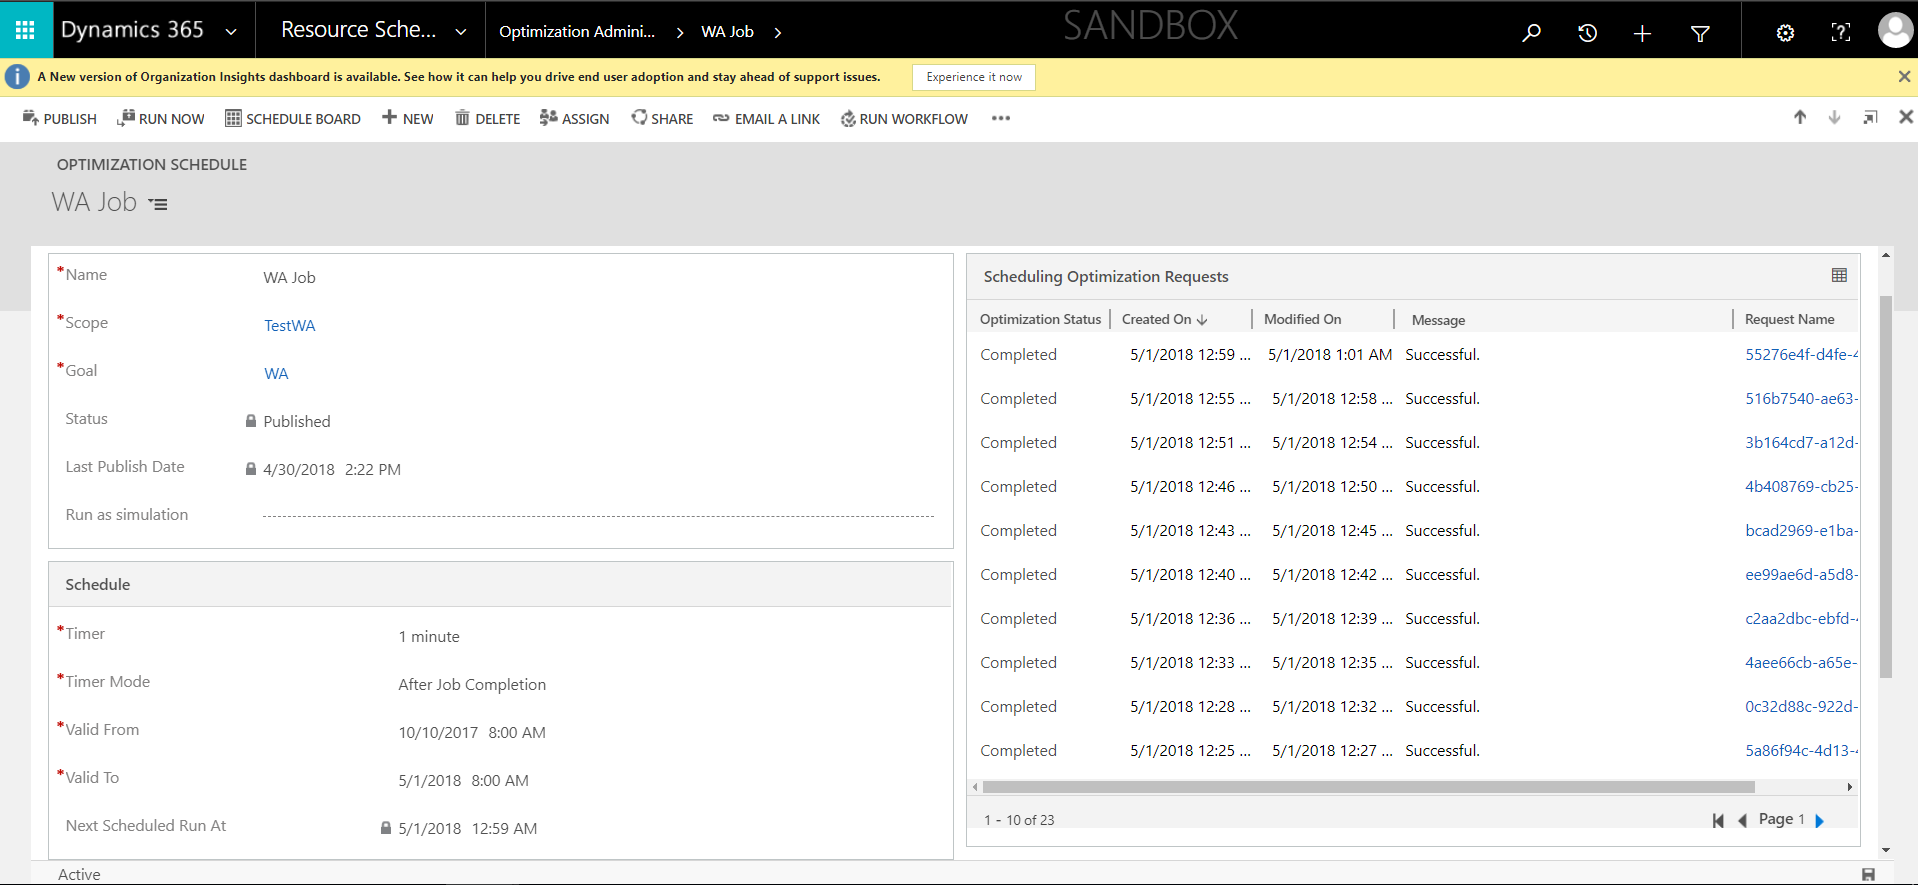 Dynamics 365 Resource Sche... Optimization Admini... WA Job SANDBOX
A New version of Organization Insights dashboard is available. See how it can help you drive end user adoption and stay ahead of support issues. Experience it now
PUBLISH RUN NOW SCHEDULE BOARD NEW DELETE ASSIGN SHARE EMAIL A LINK RUN WORKFLOW
OPTIMIZATION SCHEDULE
WA Job
*Name WA Job
*Scope TestWA
*Goal WA
Status Published
Last Publish Date 4/30/2018 2:22 PM
Run as simulation
Schedule
*Timer 1 minute
*Timer Mode After Job Completion
*Valid From 10/10/2017 8:00 AM
*Valid To 5/1/2018 8:00 AM
Next Scheduled Run At 5/1/2018 12:59 AM
Scheduling Optimization Requests
Optimization Status Created On Modified On Message Request Name
Completed 5/1/2018 12:59 ... 5/1/2018 1:01 AM Successful. 55276e4f-d4fe-4
Completed 5/1/2018 12:55 ... 5/1/2018 12:58 ... Successful. 516b7540-ae63-
Completed 5/1/2018 12:51 ... 5/1/2018 12:54 ... Successful. 3b164cd7-a12d-
Completed 5/1/2018 12:46 ... 5/1/2018 12:50 ... Successful. 4b408769-cb25-
Completed 5/1/2018 12:43 ... 5/1/2018 12:45 ... Successful. bcad2969-e1ba-
Completed 5/1/2018 12:40 ... 5/1/2018 12:42 ... Successful. ee99ae6d-a5d8-
Completed 5/1/2018 12:36 ... 5/1/2018 12:39 ... Successful. c2aa2dbc-ebfd-4
Completed 5/1/2018 12:33 ... 5/1/2018 12:35 ... Successful. 4aee66cb-a65e-
Completed 5/1/2018 12:28 ... 5/1/2018 12:32 ... Successful. 0c32d88c-922d-
Completed 5/1/2018 12:25 ... 5/1/2018 12:27 ... Successful. 5a86f94c-4d13-4
1 - 10 of 23 Page 1
Active